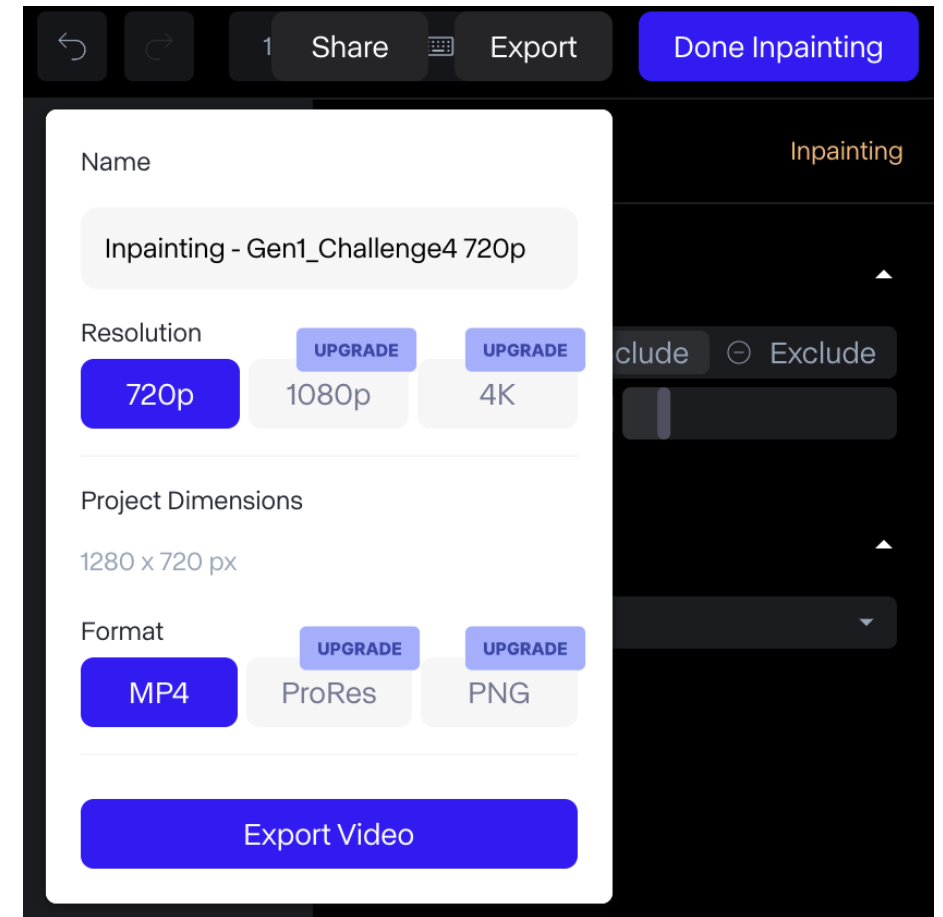 1 Share Export Done Inpainting
Name
Inpainting
Inpainting - Gen1_Challenge4 720p
Resolution
UPGRADE UPGRADE
720p 1080p 4K
clude Exclude
Project Dimensions
1280 x 720 px
Format
UPGRADE UPGRADE
MP4 ProRes PNG
Export Video